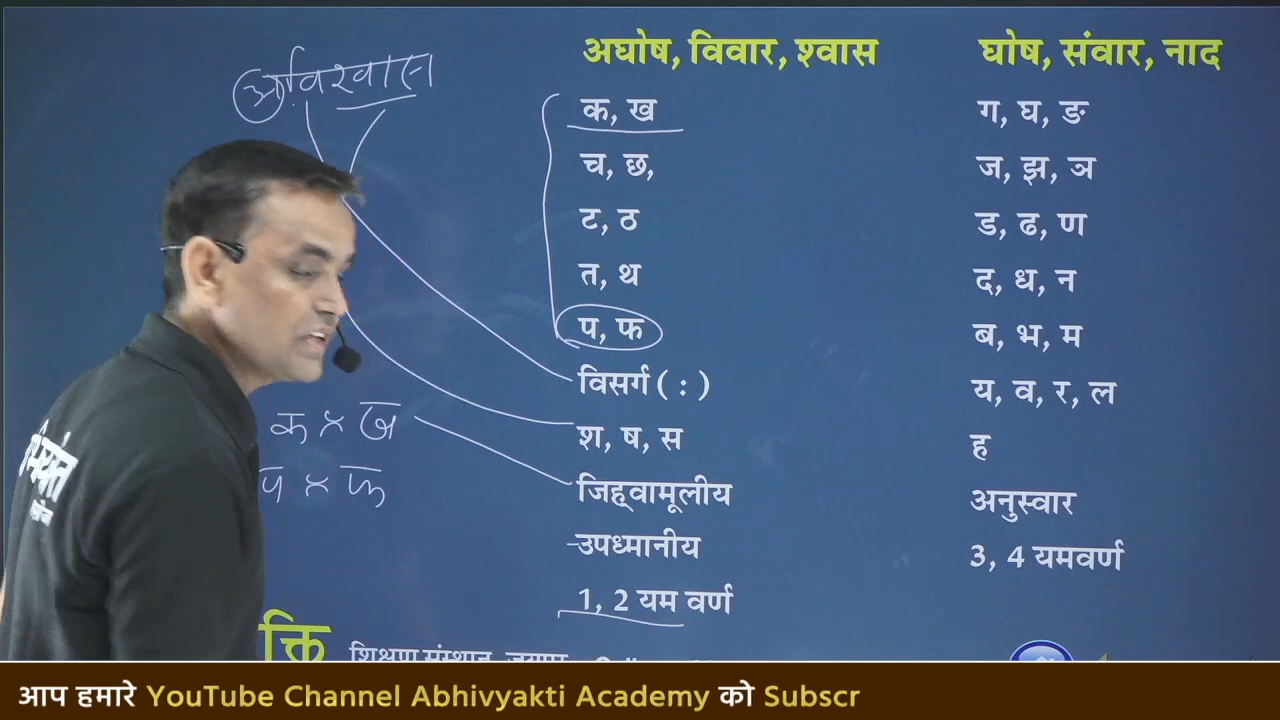 अविश्वास
अघोष, विवार, श्वास
घोष, संवार, नाद
क, ख
ग, घ, ङ
च, छ,
ज, झ, ञ
ट, ठ
ड, ढ, ण
त, थ
द, ध, न
प, फ
ब, भ, म
विसर्ग ( : )
य, व, र, ल
क × ख
श, ष, स
ह
प × फ
जिह्वामूलीय
अनुस्वार
-उपध्मानीय
3, 4 यमवर्ण
1, 2 यम वर्ण
क्ति
आप हमारे YouTube Channel Abhivyakti Academy को Subscr